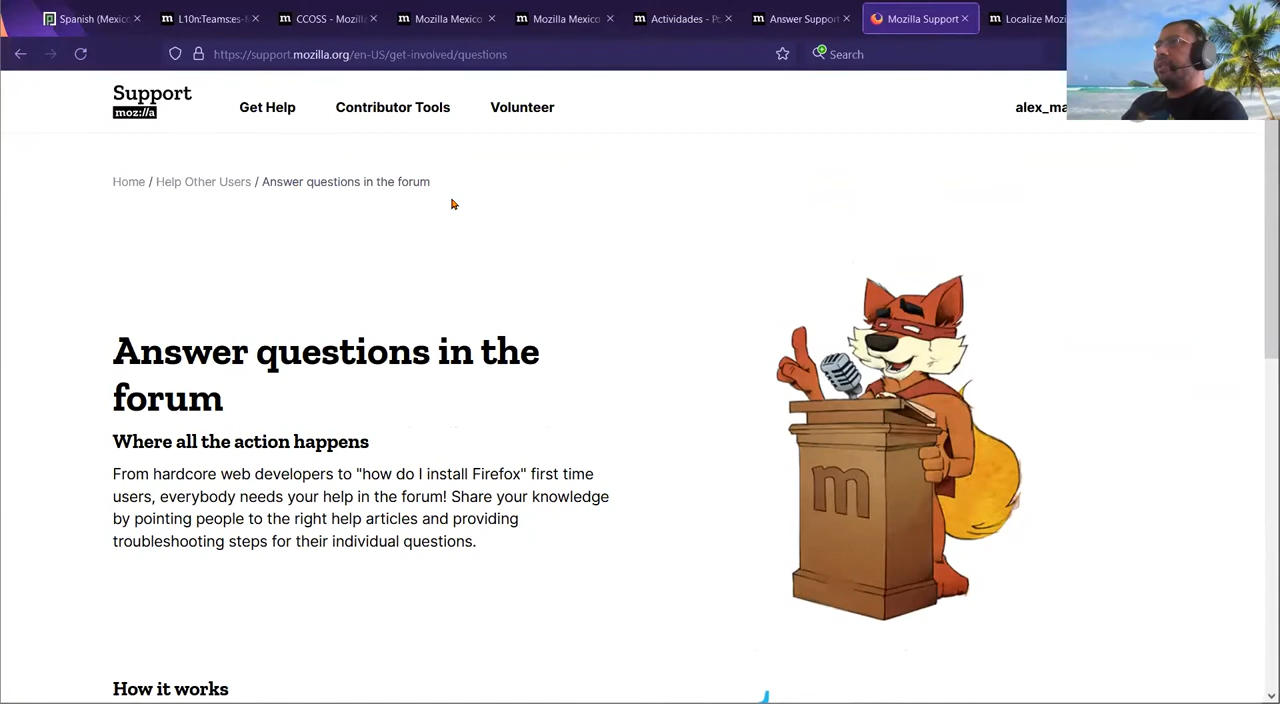 Spanish (Mexic
L10n:Teams:es-
CCOSS - Mozill
Mozilla Mexico
Mozilla Mexico
Actividades - Po
Answer Support
Mozilla Support
Localize Mozi
https://support.mozilla.org/en-US/get-involved/questions
Search
Support
moz://a
Get Help
Contributor Tools
Volunteer
alex_ma
Home / Help Other Users / Answer questions in the forum
Answer questions in the
forum
Where all the action happens
From hardcore web developers to "how do I install Firefox" first time
users, everybody needs your help in the forum! Share your knowledge
by pointing people to the right help articles and providing
troubleshooting steps for their individual questions.
m
How it works